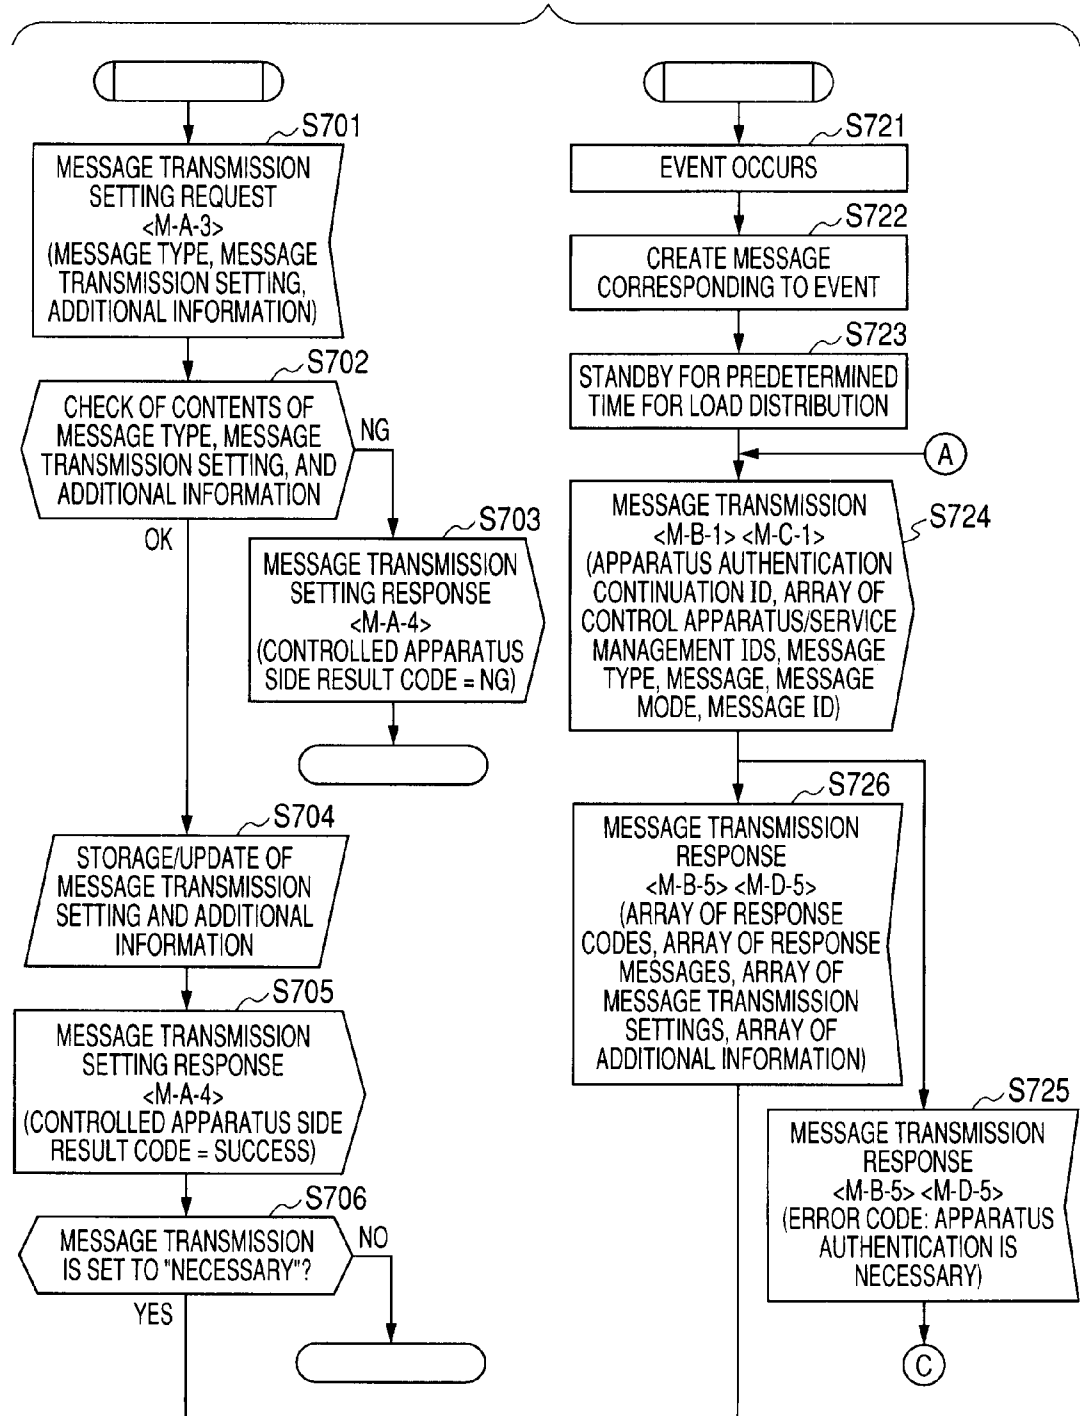 S701
MESSAGE TRANSMISSION
SETTING REQUEST
<M-A-3>
(MESSAGE TYPE, MESSAGE
TRANSMISSION SETTING,
ADDITIONAL INFORMATION)
S702
CHECK OF CONTENTS OF
MESSAGE TYPE, MESSAGE
TRANSMISSION SETTING, AND
ADDITIONAL INFORMATION
NG
OK
S703
MESSAGE TRANSMISSION
SETTING RESPONSE
<M-A-4>
(CONTROLLED APPARATUS
SIDE RESULT CODE = NG)
S704
STORAGE/UPDATE OF
MESSAGE TRANSMISSION
SETTING AND ADDITIONAL
INFORMATION
S705
MESSAGE TRANSMISSION
SETTING RESPONSE
<M-A-4>
(CONTROLLED APPARATUS SIDE
RESULT CODE = SUCCESS)
S706
MESSAGE TRANSMISSION
IS SET TO "NECESSARY"?
NO
YES
S721
EVENT OCCURS
S722
CREATE MESSAGE
CORRESPONDING TO EVENT
S723
STANDBY FOR PREDETERMINED
TIME FOR LOAD DISTRIBUTION
A
S724
MESSAGE TRANSMISSION
<M-B-1> <M-C-1>
(APPARATUS AUTHENTICATION
CONTINUATION ID, ARRAY OF
CONTROL APPARATUS/SERVICE
MANAGEMENT IDS, MESSAGE
TYPE, MESSAGE, MESSAGE
MODE, MESSAGE ID)
S726
MESSAGE TRANSMISSION
RESPONSE
<M-B-5> <M-D-5>
(ARRAY OF RESPONSE
CODES, ARRAY OF RESPONSE
MESSAGES, ARRAY OF
MESSAGE TRANSMISSION
SETTINGS, ARRAY OF
ADDITIONAL INFORMATION)
S725
MESSAGE TRANSMISSION
RESPONSE
<M-B-5> <M-D-5>
(ERROR CODE: APPARATUS
AUTHENTICATION IS
NECESSARY)
C